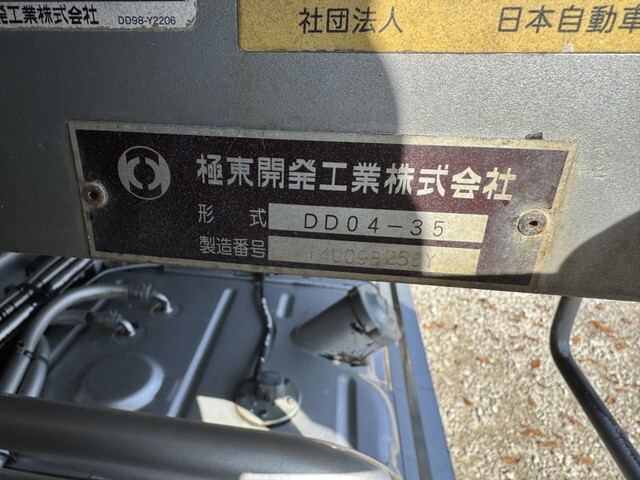 発工業株式会社 DD98-Y2206
社団法人 日本自動車
極東開発工業株式会社
形式 DD04-35
製造番号